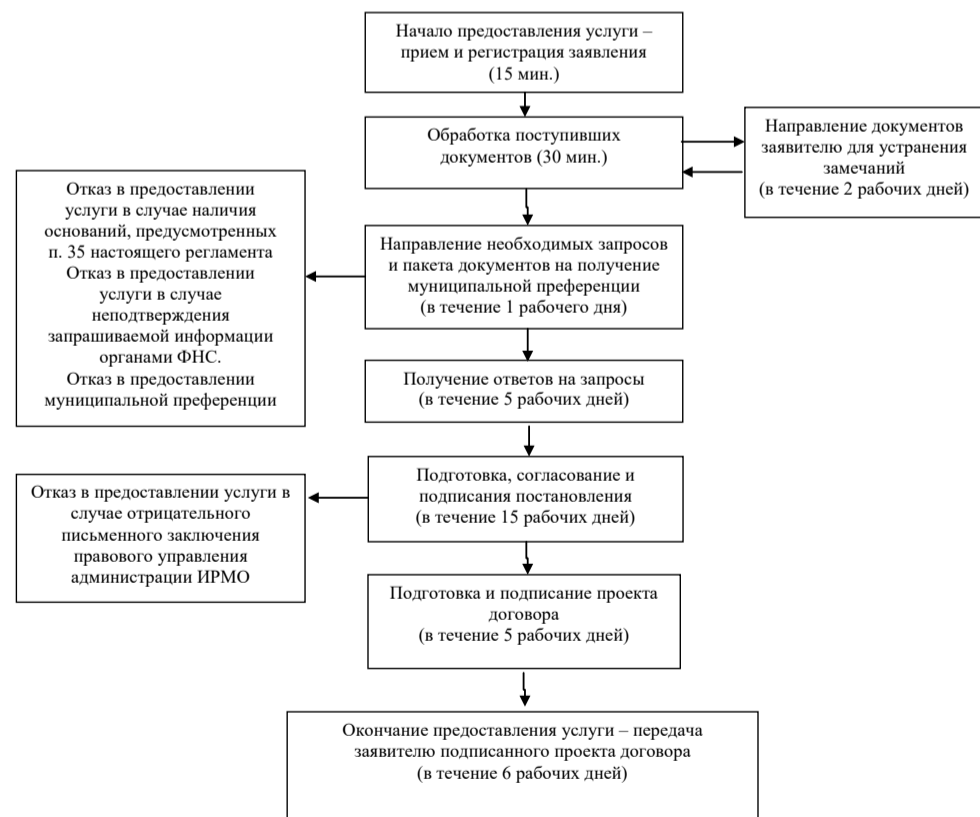 Начало предоставления услуги –
прием и регистрация заявления
(15 мин.)
Обработка поступивших
документов (30 мин.)
Направление документов
заявителю для устранения
замечаний
(в течение 2 рабочих дней)
Отказ в предоставлении
услуги в случае наличия
оснований, предусмотренных
п. 35 настоящего регламента
Отказ в предоставлении
услуги в случае
неподтверждения
запрашиваемой информации
органами ФНС.
Отказ в предоставлении
муниципальной преференции
Направление необходимых запросов
и пакета документов на получение
муниципальной преференции
(в течение 1 рабочего дня)
Получение ответов на запросы
(в течение 5 рабочих дней)
Подготовка, согласование и
подписания постановления
(в течение 15 рабочих дней)
Отказ в предоставлении услуги в
случае отрицательного
письменного заключения
правового управления
администрации ИРМО
Подготовка и подписание проекта
договора
(в течение 5 рабочих дней)
Окончание предоставления услуги – передача
заявителю подписанного проекта договора
(в течение 6 рабочих дней)